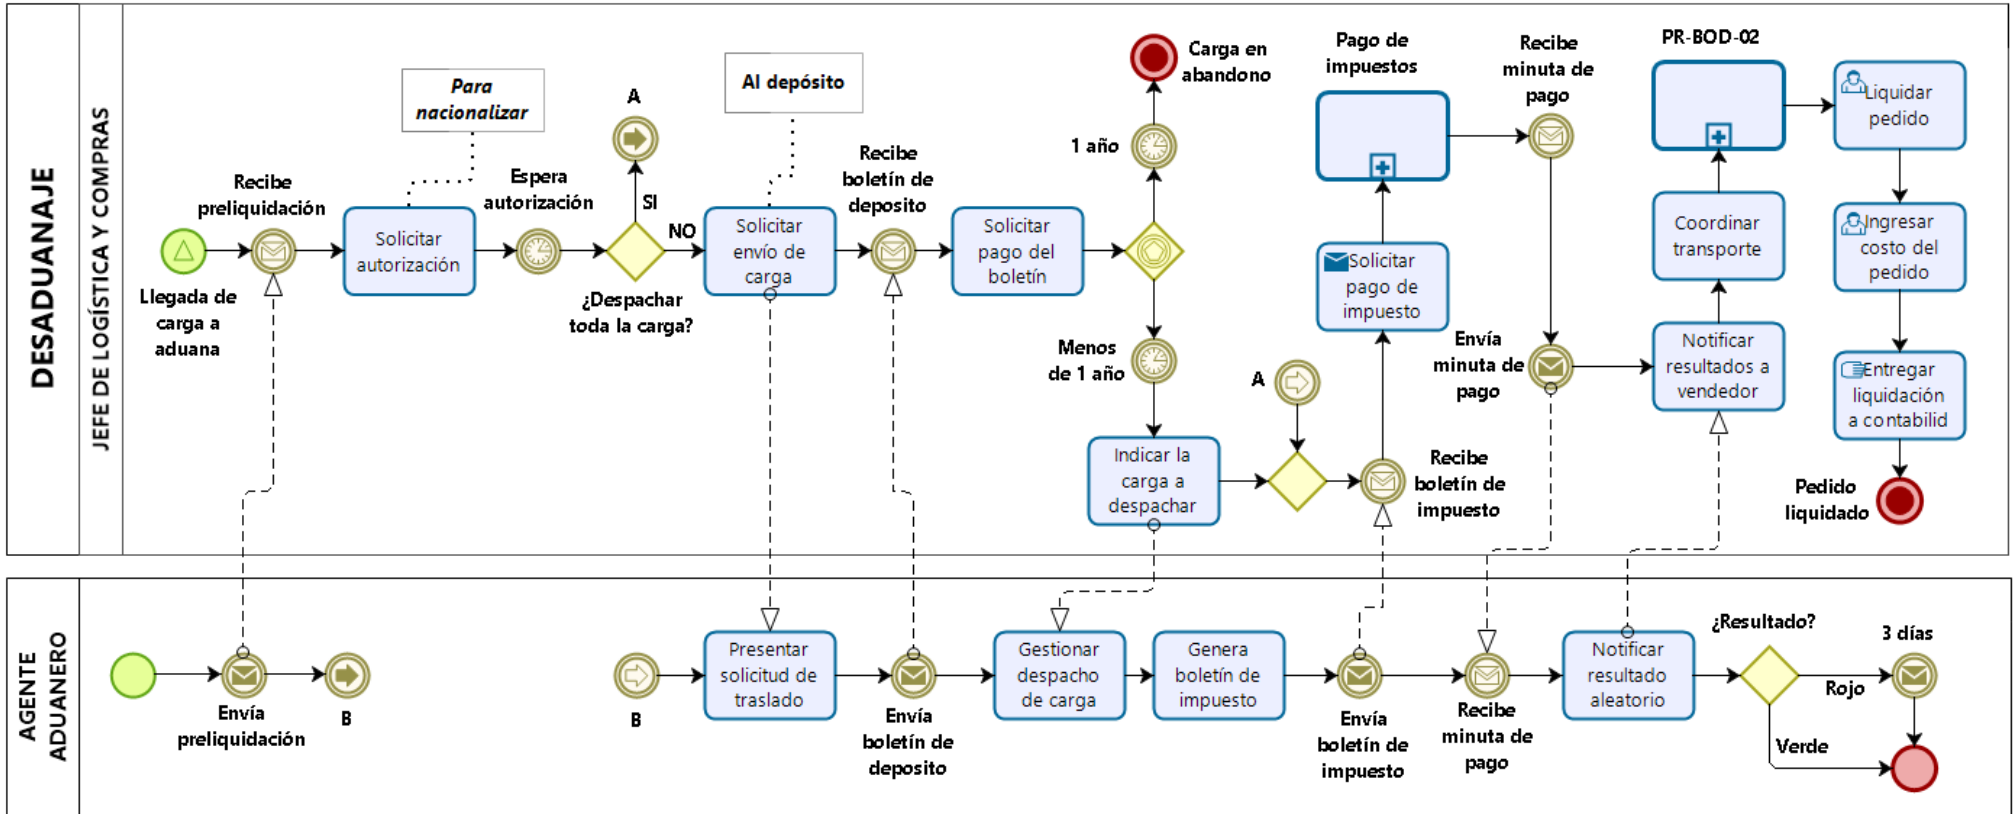 DESADUANAJE
JEFE DE LOGÍSTICA Y COMPRAS
Llegada de
carga a
aduana
Recibe
preliquidación
Para
nacionalizar
Solicitar
autorización
Espera
autorización
A
SI
NO
¿Despachar
toda la carga?
Al depósito
Solicitar
envío de
carga
Recibe
boletín de
deposito
Solicitar
pago del
boletín
Carga en
abandono
1 año
Menos
de 1 año
Indicar la
carga a
despachar
A
Recibe
boletín de
impuesto
Solicitar
pago de
impuesto
Pago de
impuestos
Recibe
minuta de
pago
Envía
minuta de
pago
Notificar
resultados a
vendedor
Coordinar
transporte
PR-BOD-02
Liquidar
pedido
Ingresar
costo del
pedido
Entregar
liquidación
a contabilid
Pedido
liquidado
AGENTE
ADUANERO
Envía
preliquidación
B
B
Presentar
solicitud de
traslado
Envía
boletín de
deposito
Gestionar
despacho
de carga
Genera
boletín de
impuesto
Envía
boletín de
impuesto
Recibe
minuta de
pago
Notificar
resultado
aleatorio
¿Resultado?
Rojo
Verde
3 días